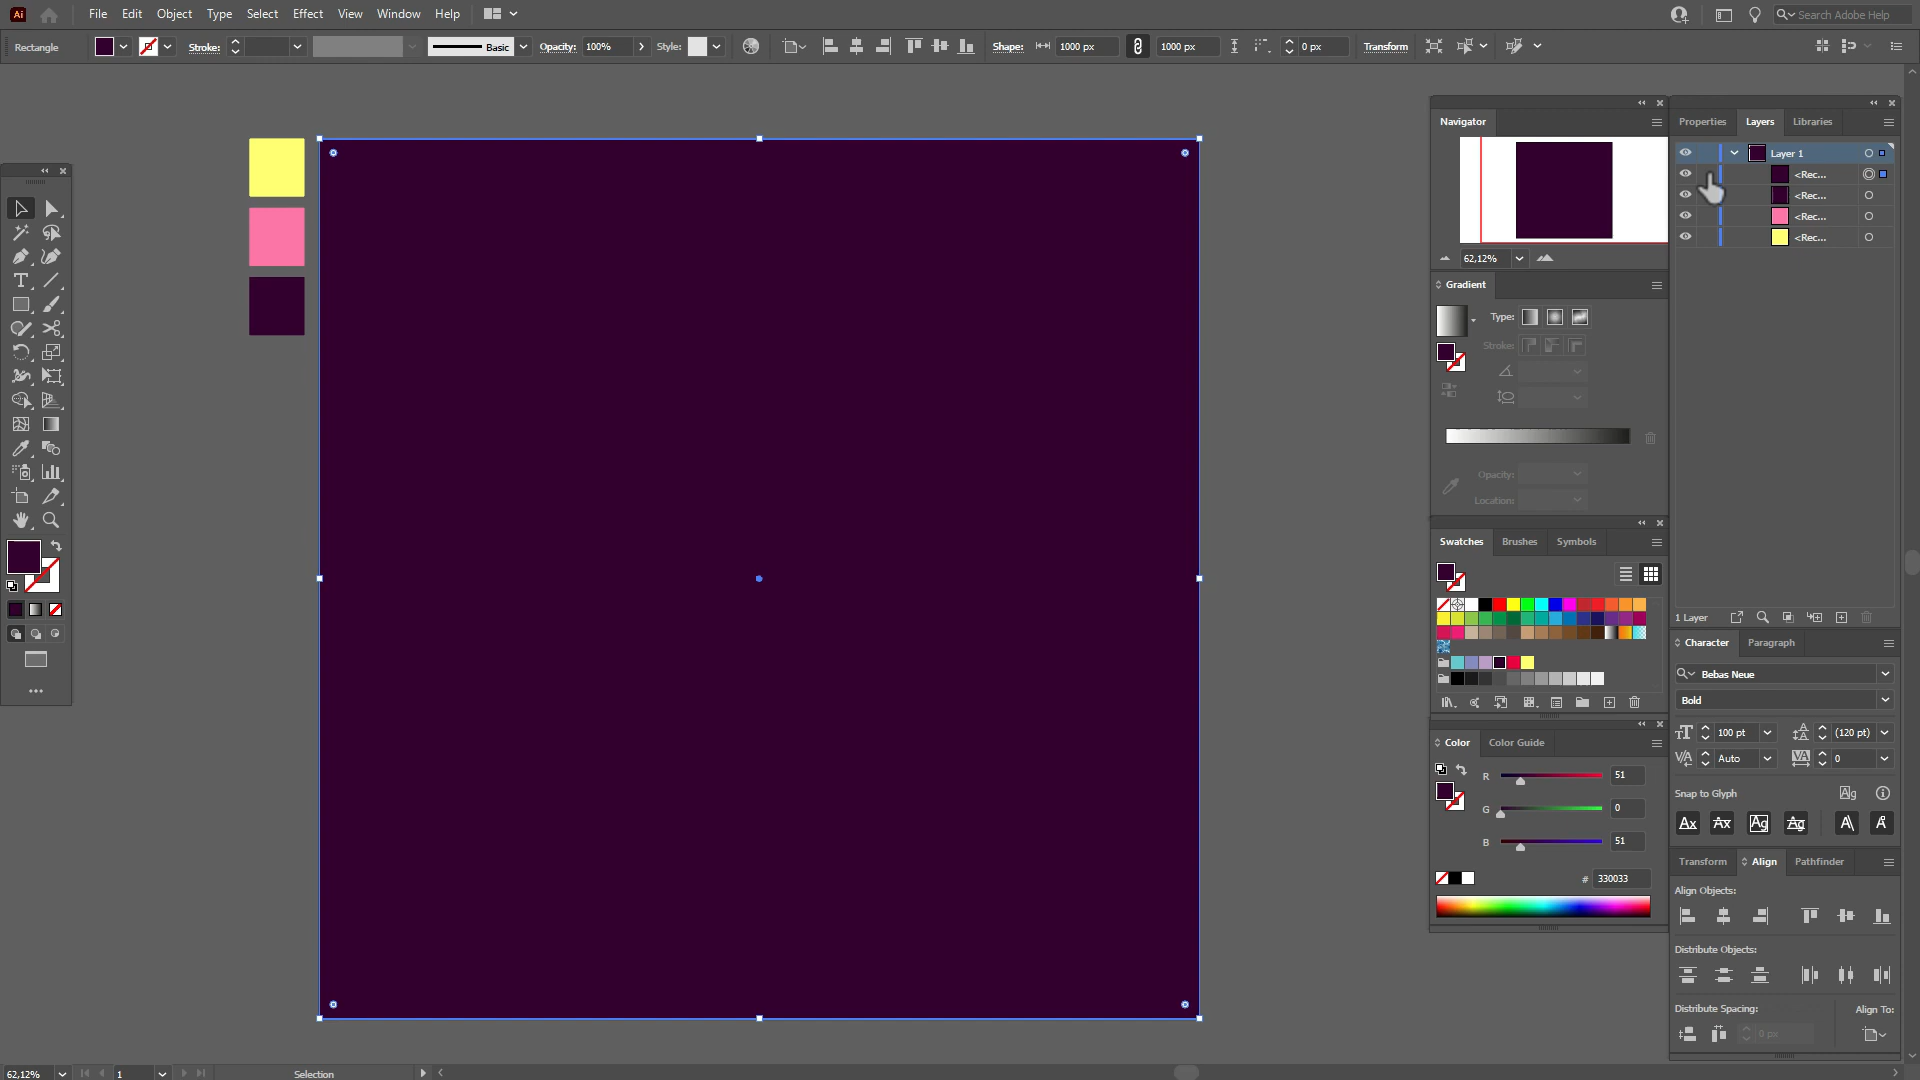 Ai File Edit Object Type Select Effect View Window Help Search Adobe Help
Rectangle Stroke: Basic Opacity: 100% Style: Shape: 1000 px 1000 px 0 px Transform
Navigator
62,12%
Gradient
Type:
Stroke:
Opacity:
Location:
Swatches Brushes Symbols
Color Color Guide
R 51
G 0
B 51
# 330033
Properties Layers Libraries
Layer 1
<Rec...
<Rec...
<Rec...
<Rec...
1 Layer
Character Paragraph
Bebas Neue
Bold
100 pt (120 pt)
Auto 0
Snap to Glyph
Transform Align Pathfinder
Align Objects:
Distribute Objects:
Distribute Spacing: Align To:
0 px
62,12% 1 Selection